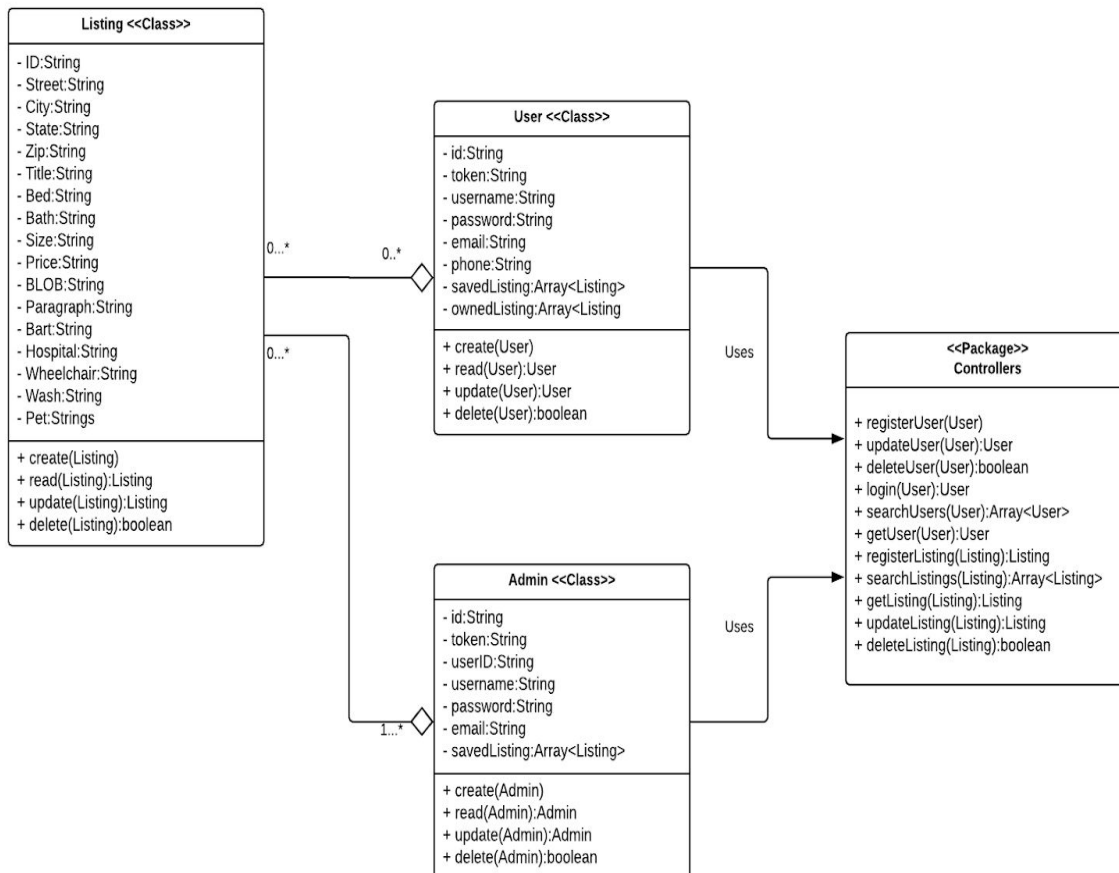 Listing <<Class>>
- ID:String
- Street:String
- City:String
- State:String
- Zip:String
- Title:String
- Bed:String
- Bath:String
- Size:String
- Price:String
- BLOB:String
- Paragraph:String
- Bart:String
- Hospital:String
- Wheelchair:String
- Wash:String
- Pet:Strings
+ create(Listing)
+ read(Listing):Listing
+ update(Listing):Listing
+ delete(Listing):boolean
0...*
0..*
0...*
1...*
User <<Class>>
- id:String
- token:String
- username:String
- password:String
- email:String
- phone:String
- savedListing:Array<Listing>
- ownedListing:Array<Listing
+ create(User)
+ read(User):User
+ update(User):User
+ delete(User):boolean
Admin <<Class>>
- id:String
- token:String
- userID:String
- username:String
- password:String
- email:String
- savedListing:Array<Listing>
+ create(Admin)
+ read(Admin):Admin
+ update(Admin):Admin
+ delete(Admin):boolean
Uses
Uses
<<Package>>
Controllers
+ registerUser(User)
+ updateUser(User):User
+ deleteUser(User):boolean
+ login(User):User
+ searchUsers(User):Array<User>
+ getUser(User):User
+ registerListing(Listing):Listing
+ searchListings(Listing):Array<Listing>
+ getListing(Listing):Listing
+ updateListing(Listing):Listing
+ deleteListing(Listing):boolean